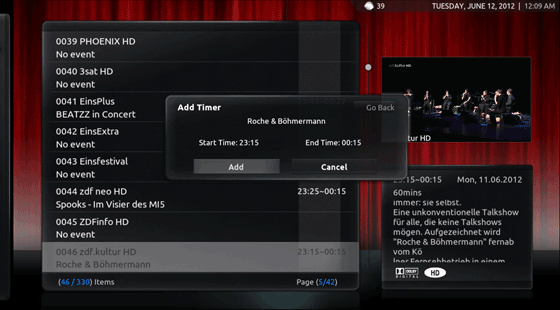 39
TUESDAY, JUNE 12, 2012 | 12:09 AM
0039 PHOENIX HD
No event
0040 3sat HD
No event
0041 EinsPlus
BEATZZ in Concert
0042 EinsExtra
No event
0043 Einsfestival
No event
0044 zdf neo HD 23:25~00:15
Spooks - Im Visier des MI5
0045 ZDFinfo HD
No event
0046 zdf.kultur HD 23:15~00:15
Roche & Böhmermann
(46 / 330) Items Page (5/42)
Add Timer Go Back
Roche & Böhmermann
Start Time: 23:15 End Time: 00:15
Add Cancel
tur HD
23:15~00:15 Mon, 11.06.2012
60mins
immer: sie selbst.
Eine unkonventionelle Talkshow
für alle, die keine Talkshows
mögen. Aufgezeichnet wird
"Roche & Böhmermann" fernab
vom Kö
lner Fernsehbetrieb in einem
DOLBY
DIGITAL
HD